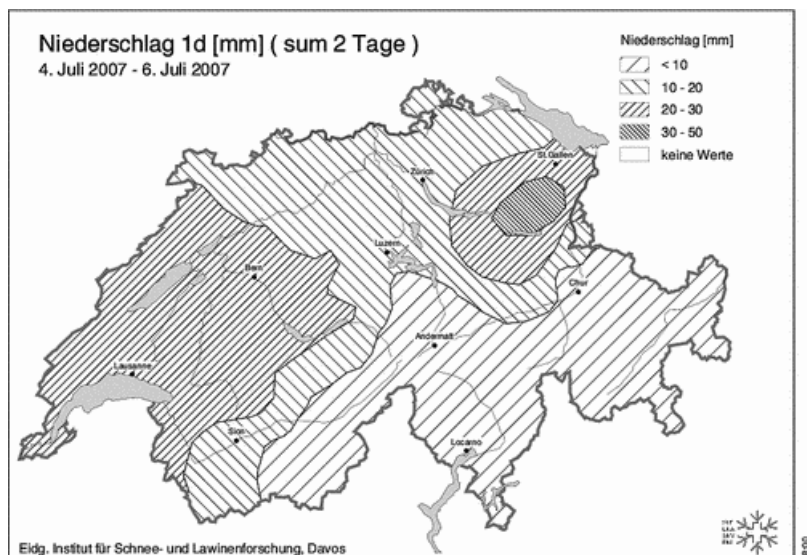 Niederschlag 1d [mm] ( sum 2 Tage )
4. Juli 2007 - 6. Juli 2007
Niederschlag [mm]
< 10
10 - 20
20 - 30
30 - 50
keine Werte
St.Gallen
Zürich
Luzern
Bern
Chur
Andermatt
Lausanne
Sion
Locarno
Eidg. Institut für Schnee- und Lawinenforschung, Davos